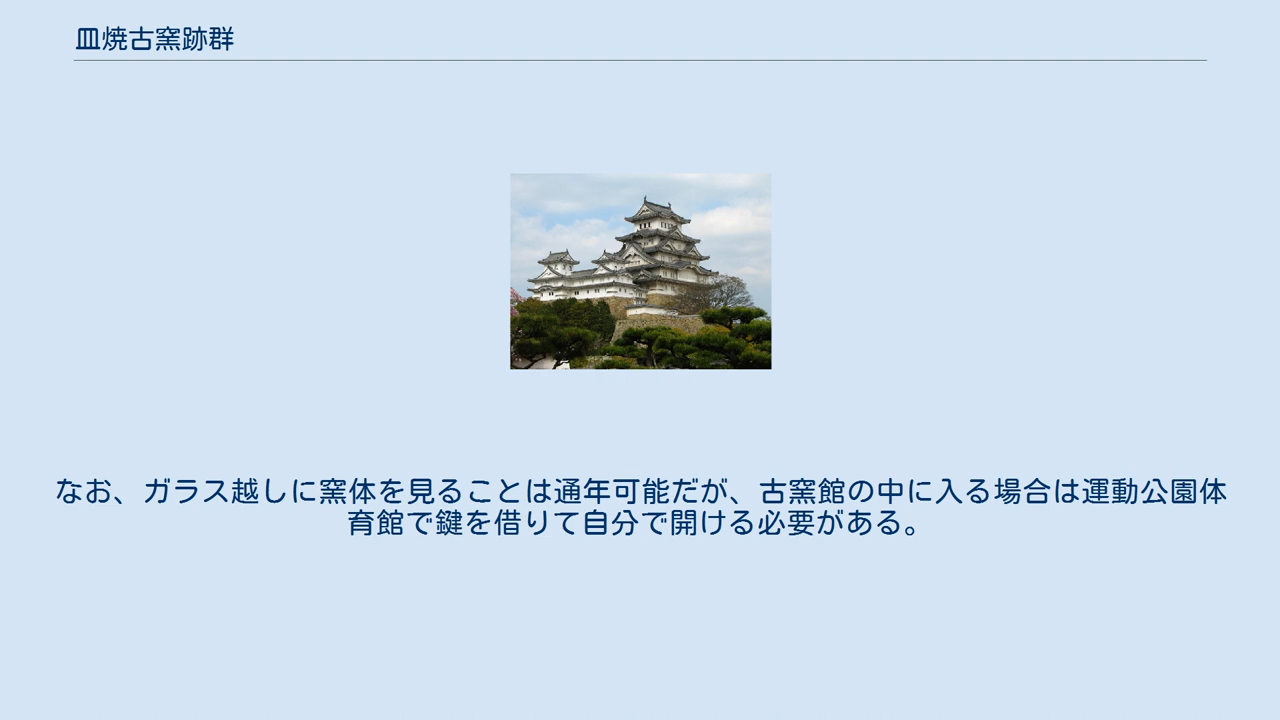 皿焼古窯跡群
なお、ガラス越しに窯体を見ることは通年可能だが、古窯館の中に入る場合は運動公園体
育館で鍵を借りて自分で開ける必要がある。